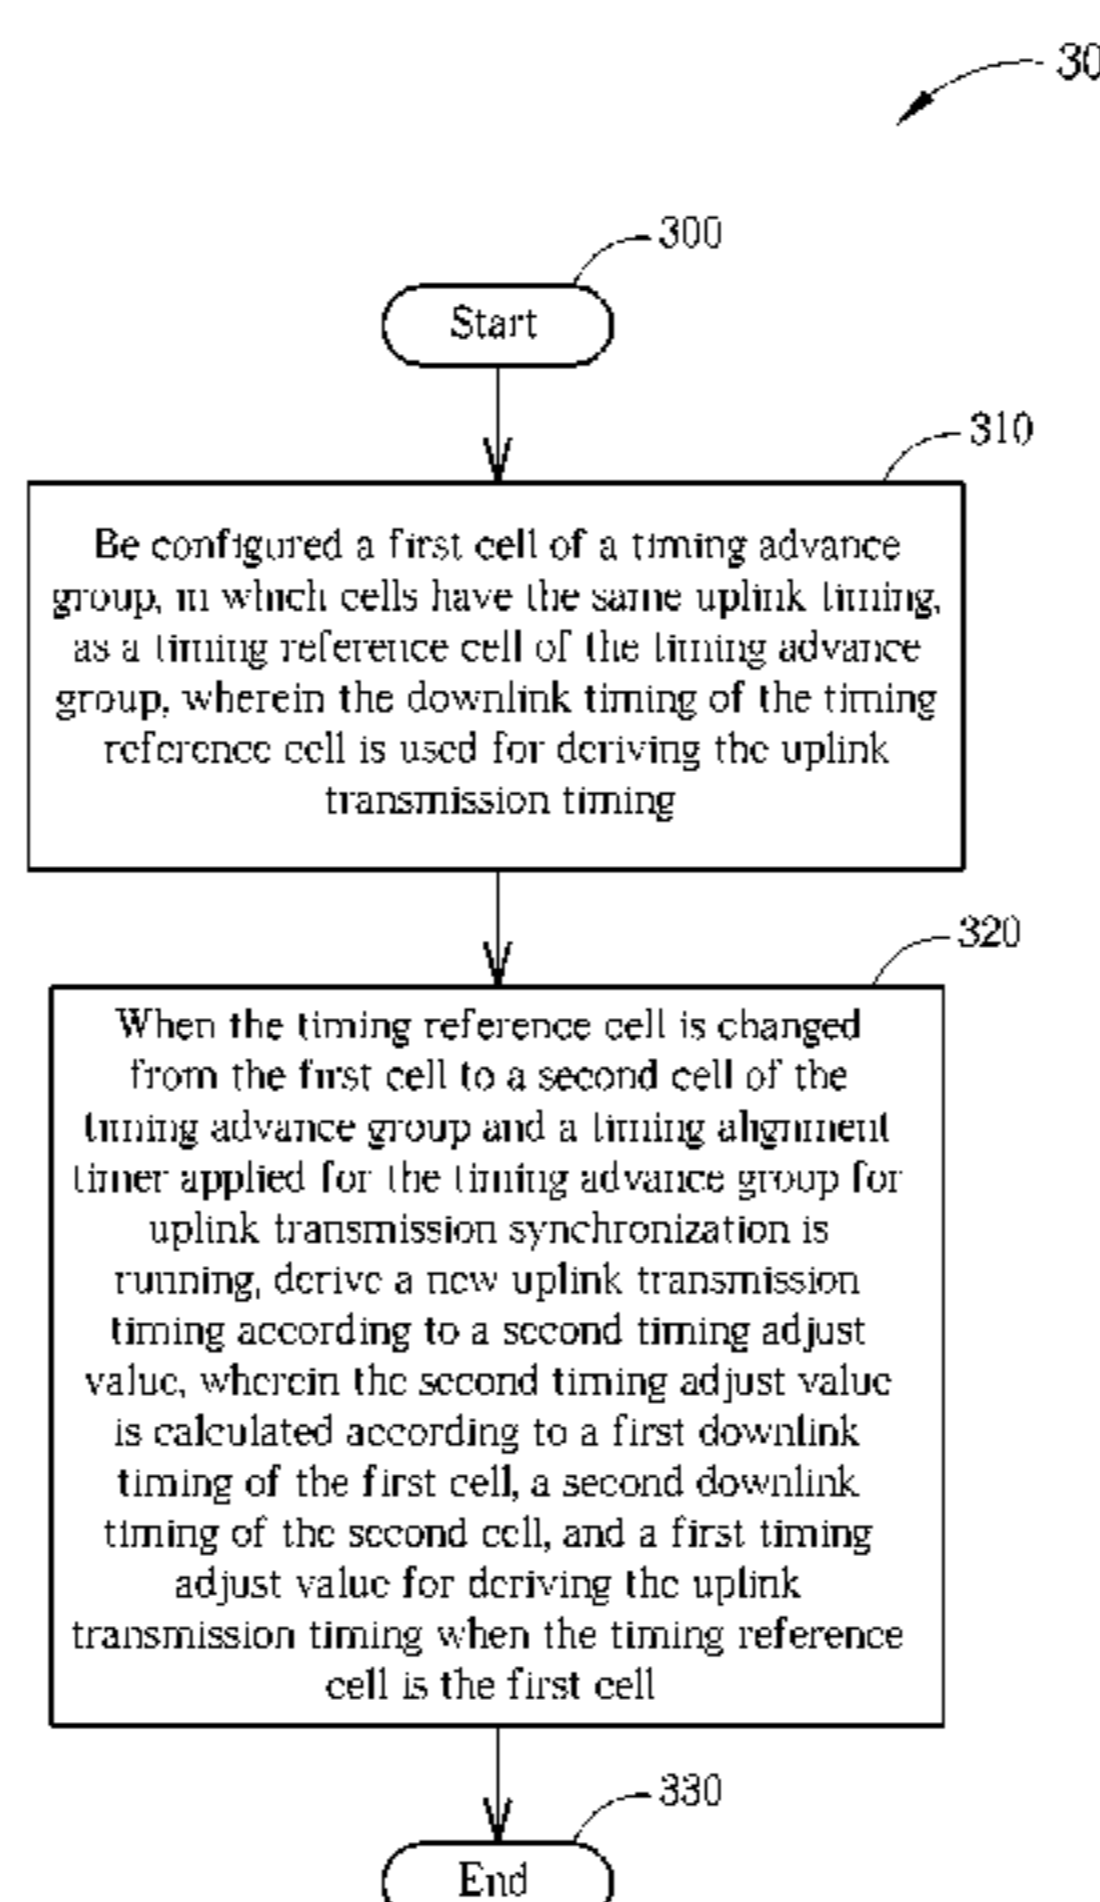 30
300
Start
310
Be configured a first cell of a timing advance
group, in which cells have the same uplink timing,
as a timing reference cell of the timing advance
group, wherein the downlink timing of the timing
reference cell is used for deriving the uplink
transmission timing
320
When the timing reference cell is changed
from the first cell to a second cell of the
timing advance group and a timing alignment
timer applied for the timing advance group for
uplink transmission synchronization is
running, derive a new uplink transmission
timing according to a second timing adjust
value, wherein the second timing adjust value
is calculated according to a first downlink
timing of the first cell, a second downlink
timing of the second cell, and a first timing
adjust value for deriving the uplink
transmission timing when the timing reference
cell is the first cell
330
End